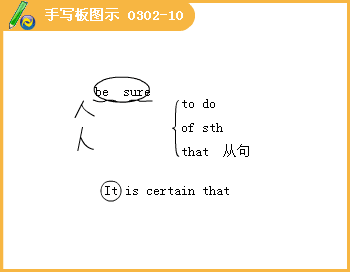 手写板图示 0302-10
be sure
人
人
to do
of sth
that 从句
It is certain that